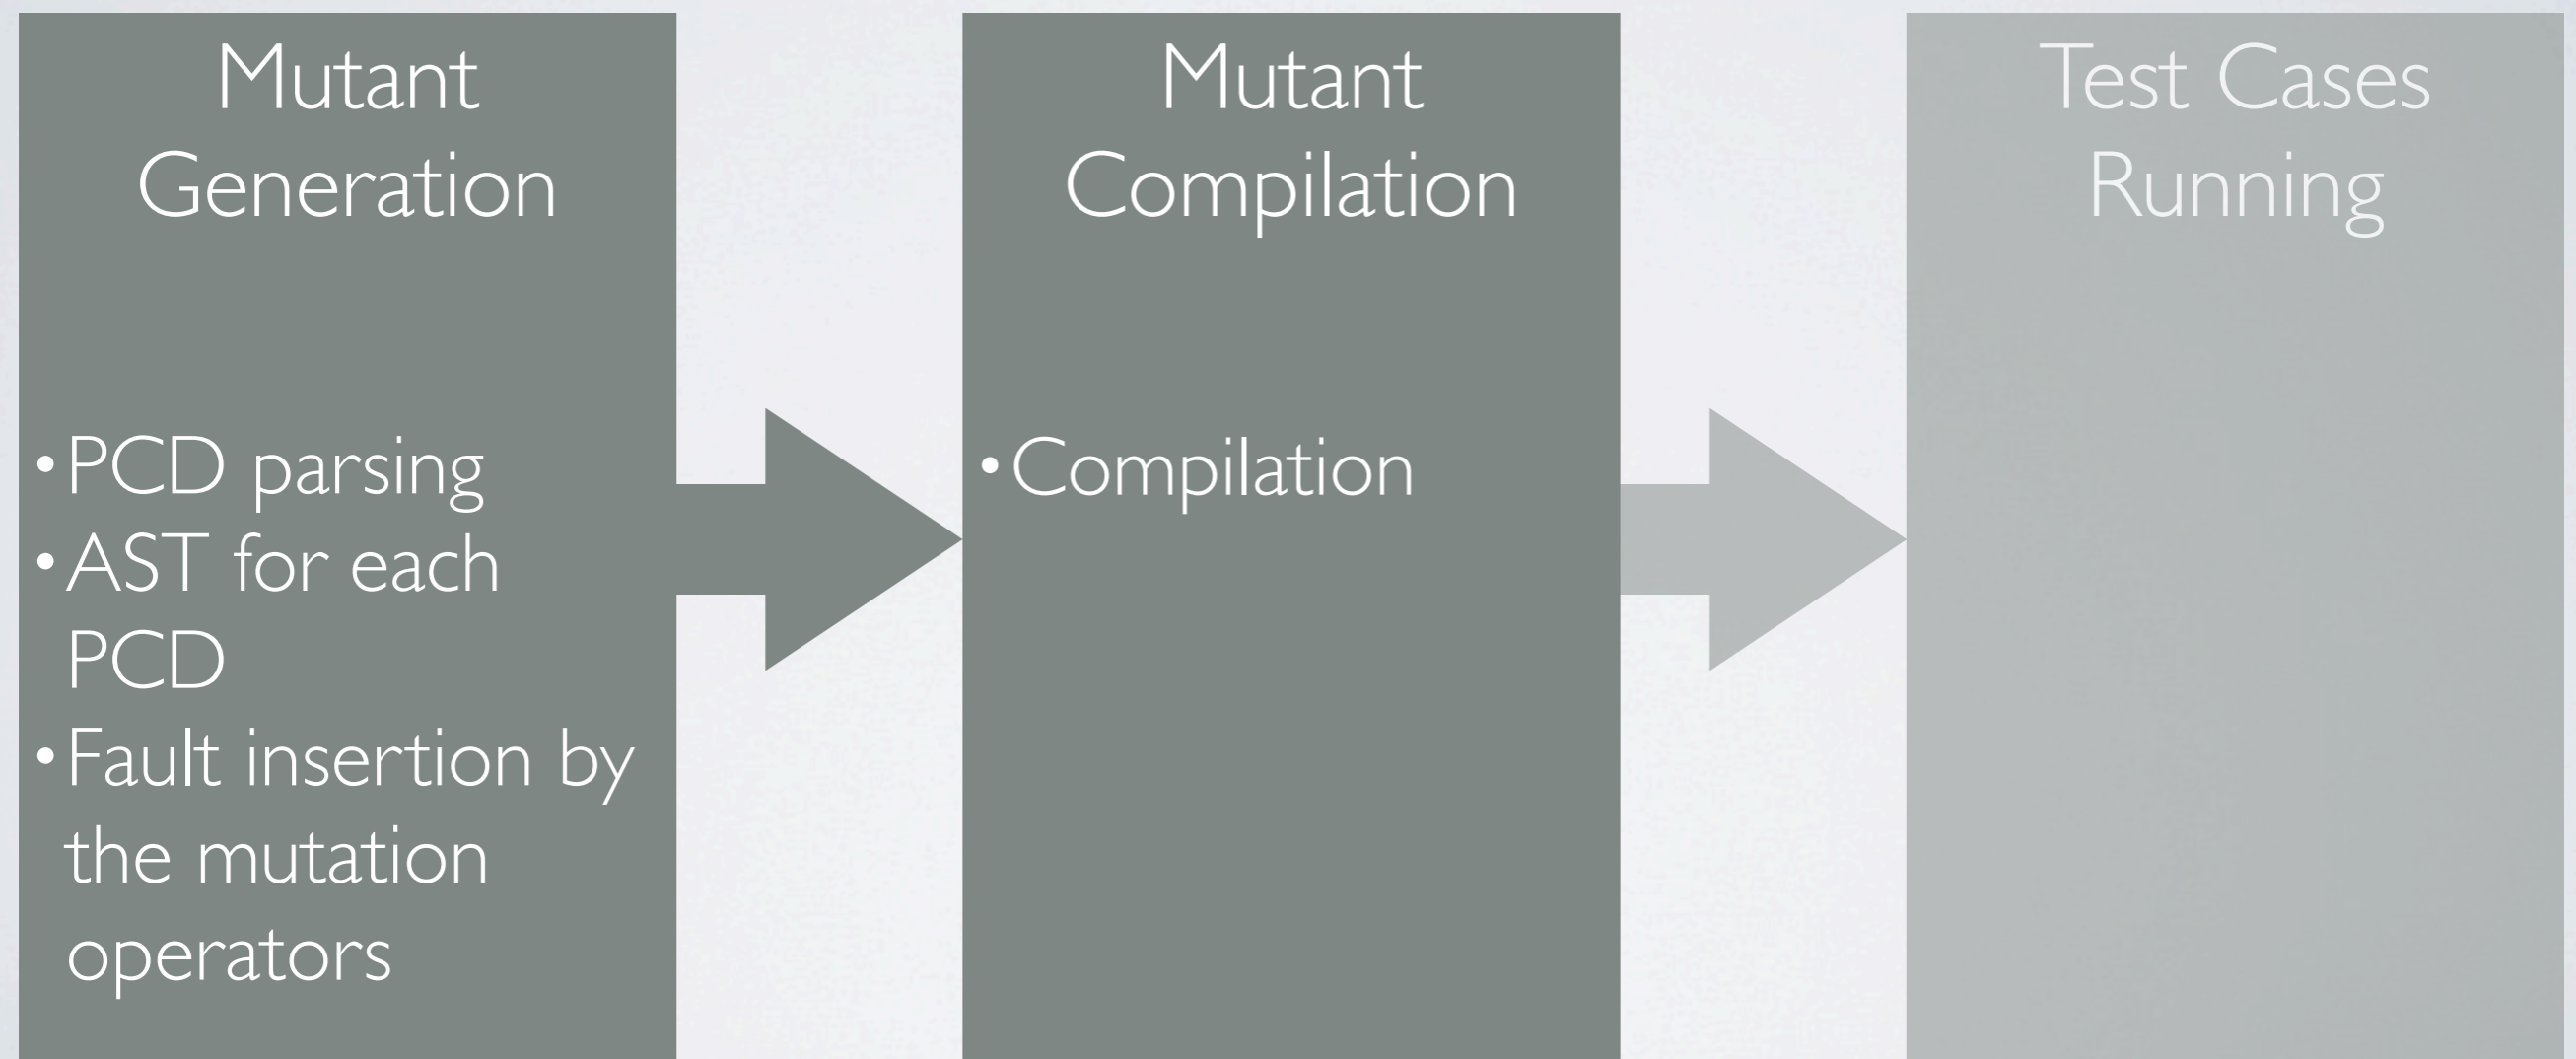 Mutant
Generation
•PCD parsing
•AST for each
PCD
•Fault insertion by
the mutation
operators
Mutant
Compilation
•Compilation
Test Cases
Running